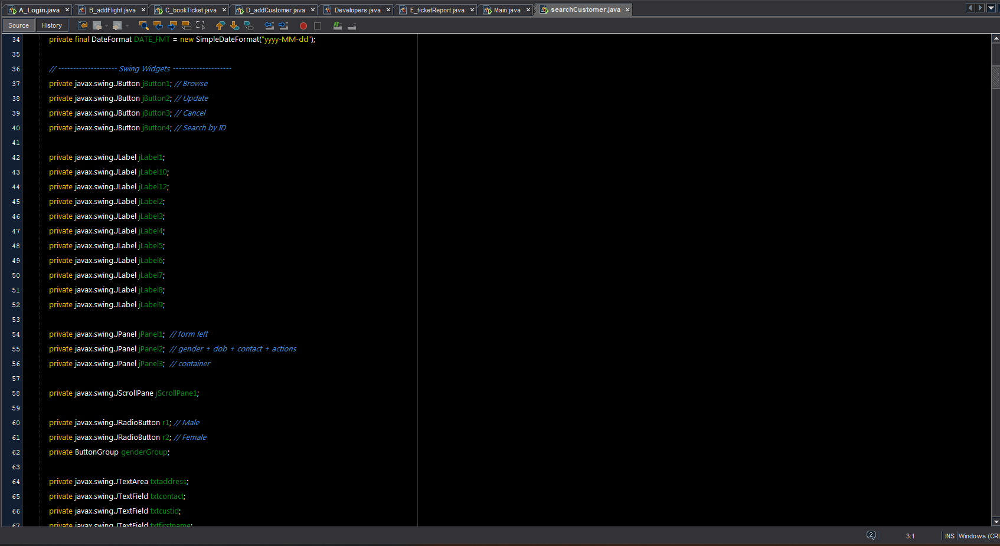 A_Login.java × B_addFlight.java × C_bookTicket.java × D_addCustomer.java × Developers.java × E_ticketReport.java × Main.java × searchCustomer.java ×
Source History
34 private final DateFormat DATE_FMT = new SimpleDateFormat("yyyy-MM-dd");
35
36 // -------------------- Swing Widgets --------------------
37 private javax.swing.JButton jButton1; // Browse
38 private javax.swing.JButton jButton2; // Update
39 private javax.swing.JButton jButton3; // Cancel
40 private javax.swing.JButton jButton4; // Search by ID
41
42 private javax.swing.JLabel jLabel1;
43 private javax.swing.JLabel jLabel10;
44 private javax.swing.JLabel jLabel12;
45 private javax.swing.JLabel jLabel2;
46 private javax.swing.JLabel jLabel3;
47 private javax.swing.JLabel jLabel4;
48 private javax.swing.JLabel jLabel5;
49 private javax.swing.JLabel jLabel6;
50 private javax.swing.JLabel jLabel7;
51 private javax.swing.JLabel jLabel8;
52 private javax.swing.JLabel jLabel9;
53
54 private javax.swing.JPanel jPanel1; // form left
55 private javax.swing.JPanel jPanel2; // gender + dob + contact + actions
56 private javax.swing.JPanel jPanel3; // container
57
58 private javax.swing.JScrollPane jScrollPane1;
59
60 private javax.swing.JRadioButton r1; // Male
61 private javax.swing.JRadioButton r2; // Female
62 private ButtonGroup genderGroup;
63
64 private javax.swing.JTextArea txtaddress;
65 private javax.swing.JTextField txtcontact;
66 private javax.swing.JTextField txtcustid;
67 private javax.swing.JTextField txtfirstname;
2 3:1 INS Windows (CRL